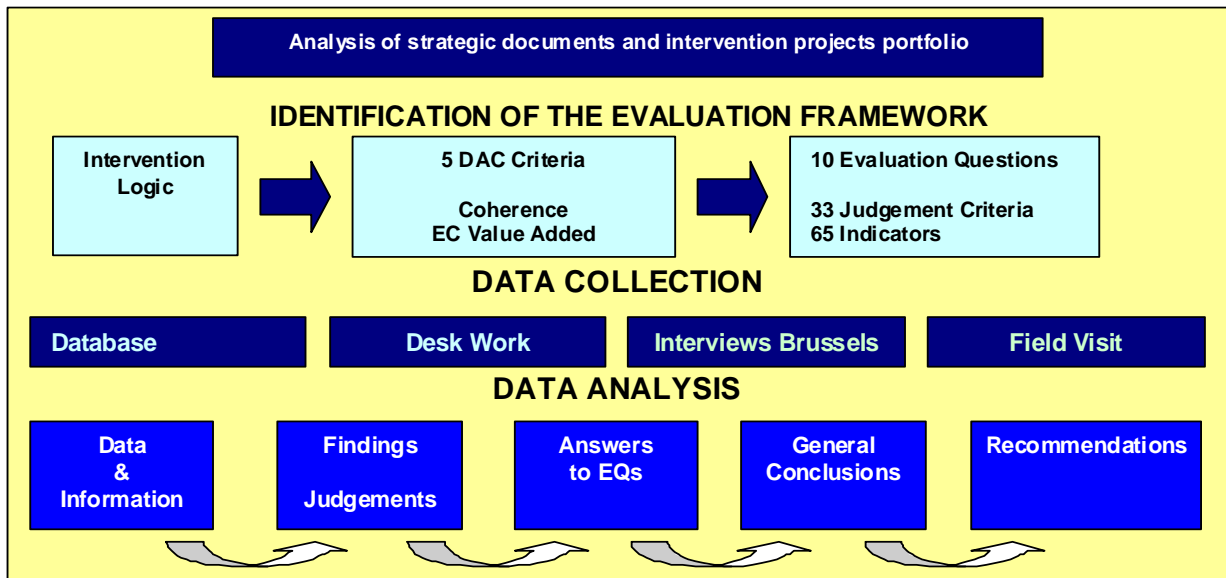 Analysis of strategic documents and intervention projects portfolio
IDENTIFICATION OF THE EVALUATION FRAMEWORK
Intervention
Logic
5 DAC Criteria
Coherence
EC Value Added
10 Evaluation Questions
33 Judgement Criteria
65 Indicators
DATA COLLECTION
Database
Desk Work
Interviews Brussels
Field Visit
DATA ANALYSIS
Data
&
Information
Findings
Judgements
Answers
to EQs
General
Conclusions
Recommendations